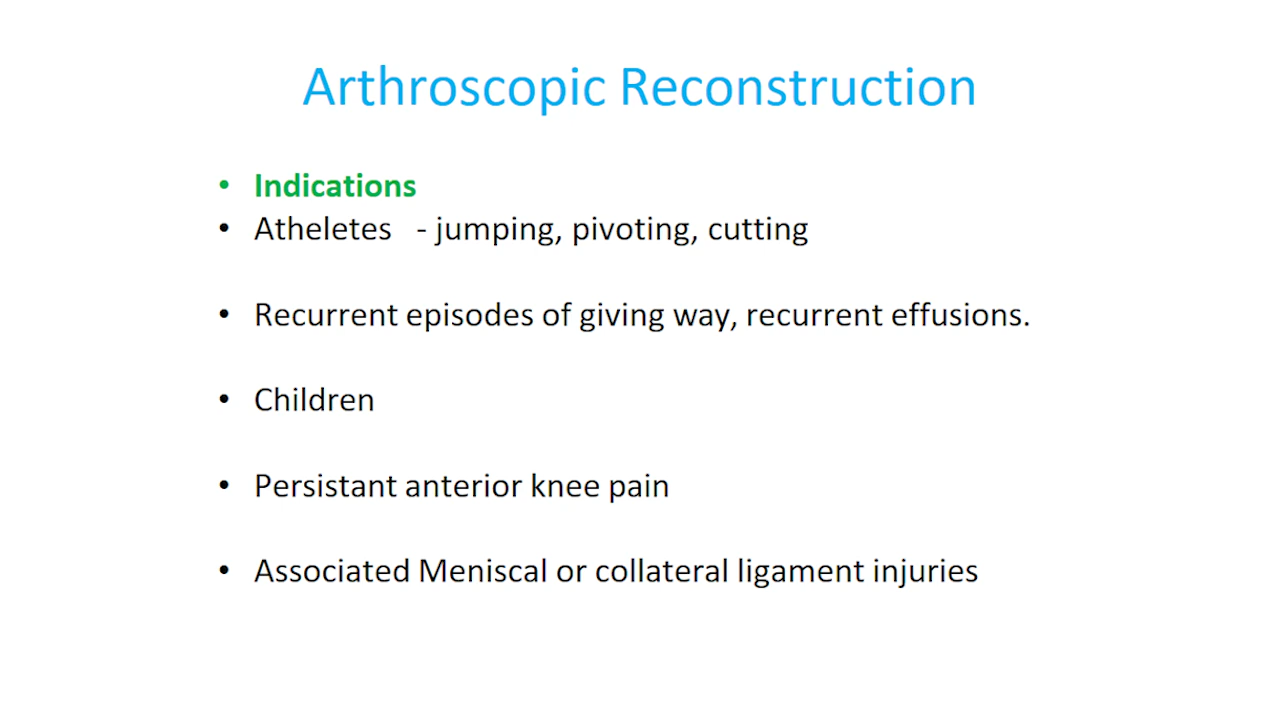 Arthroscopic Reconstruction
• Indications
• Atheletes - jumping, pivoting, cutting
• Recurrent episodes of giving way, recurrent effusions.
• Children
• Persistant anterior knee pain
• Associated Meniscal or collateral ligament injuries